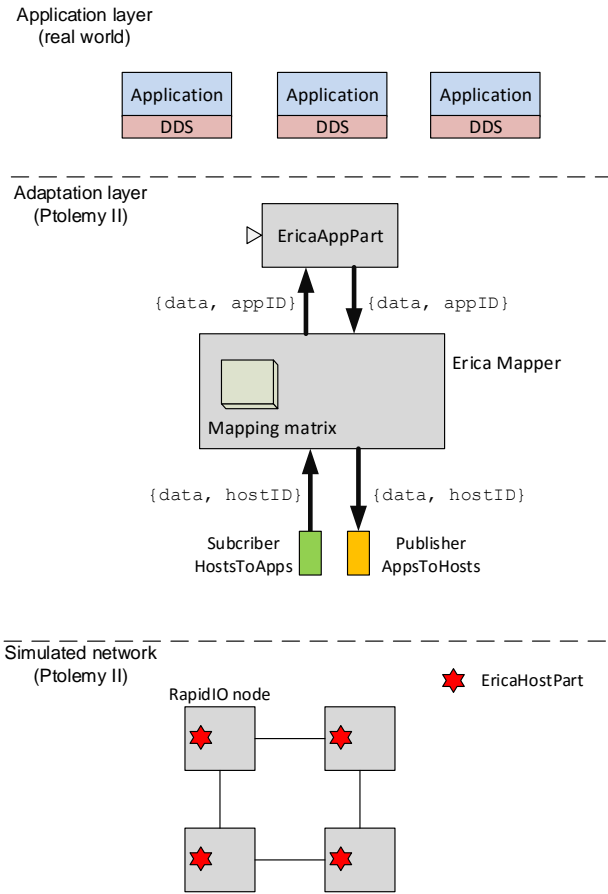 Application layer
(real world)
Application
DDS
Application
DDS
Application
DDS
Adaptation layer
(Ptolemy II)
EricaAppPart
{data, appID}
{data, appID}
Erica Mapper
Mapping matrix
{data, hostID}
{data, hostID}
Subcriber
HostsToApps
Publisher
AppsToHosts
Simulated network
(Ptolemy II)
EricaHostPart
RapidIO node